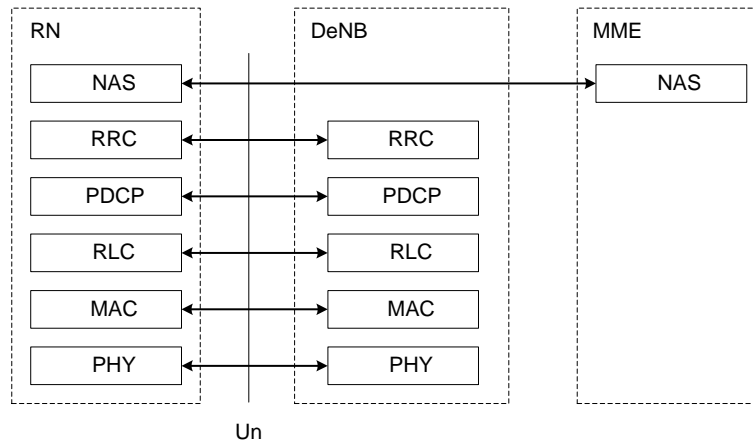 RN DeNB MME
NAS NAS
RRC RRC
PDCP PDCP
RLC RLC
MAC MAC
PHY PHY
Un